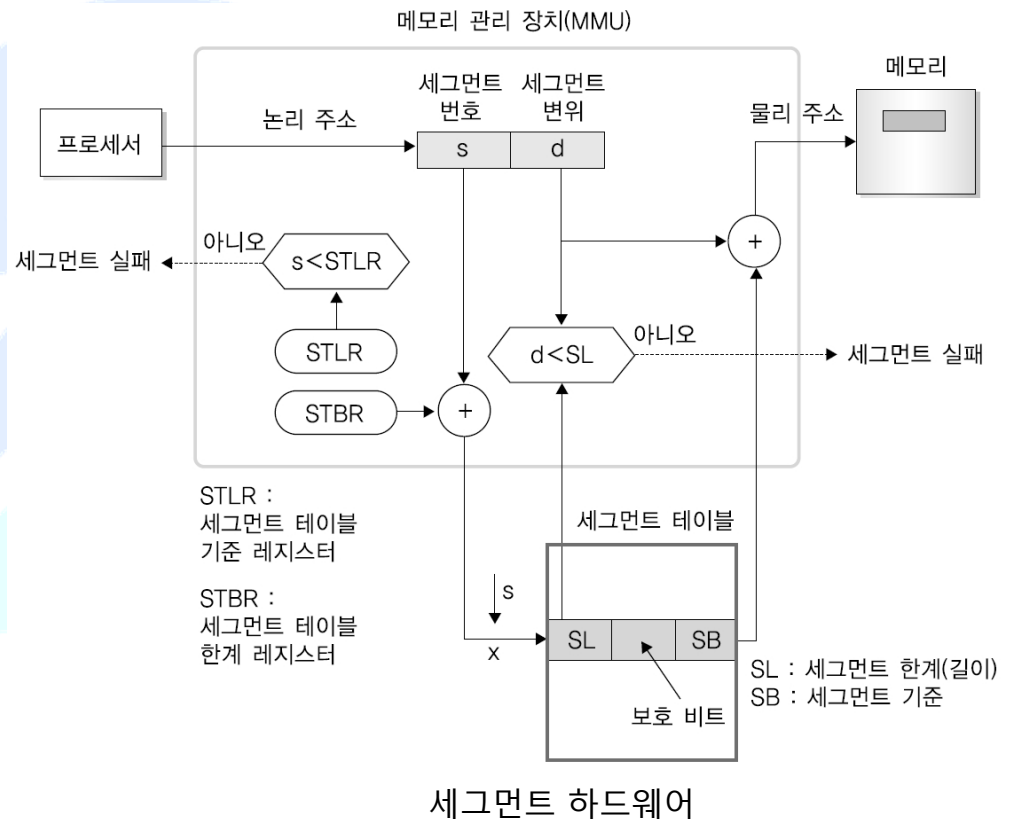 메모리 관리 장치(MMU)
메모리
세그먼트 번호
세그먼트 변위
논리 주소
물리 주소
프로세서
s
d
아니오
세그먼트 실패
s<STLR
+
STLR
d<SL
아니오
세그먼트 실패
STBR
+
STLR :
세그먼트 테이블
기준 레지스터
세그먼트 테이블
STBR :
세그먼트 테이블
한계 레지스터
s
x
SL
SB
보호 비트
SL : 세그먼트 한계(길이)
SB : 세그먼트 기준
세그먼트 하드웨어